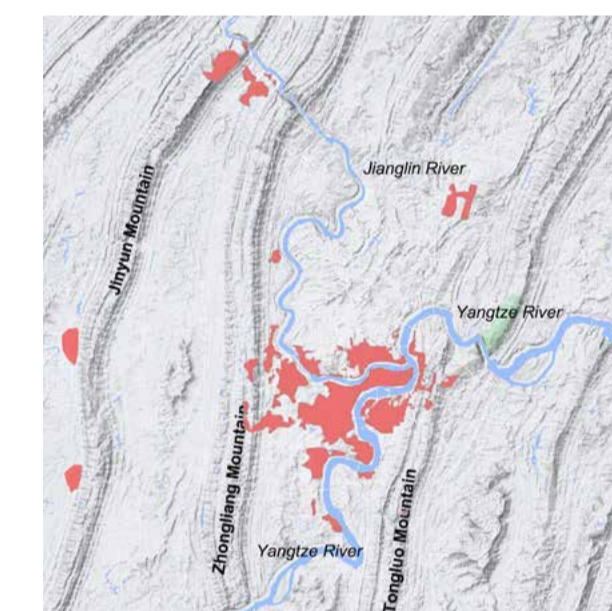 Jianglin River
Jinyun Mountain
Yangtze River
Zhongliang Mountain
Tongluo Mountain
Yangtze River